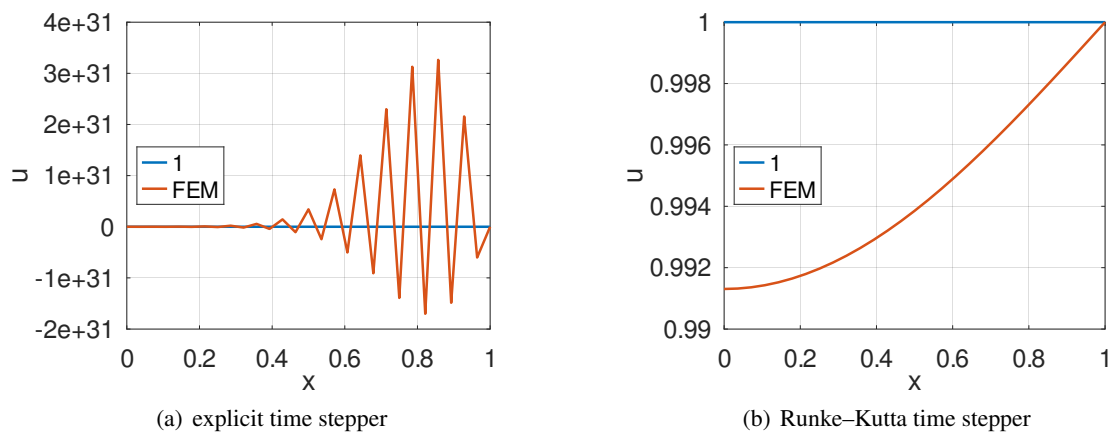 4e+31
3e+31
2e+31
1e+31
0
-1e+31
-2e+31
u
1
FEM
0 0.2 0.4 0.6 0.8 1
x
(a) explicit time stepper
1
0.998
0.996
0.994
0.992
0.99
u
1
FEM
0 0.2 0.4 0.6 0.8 1
x
(b) Runge–Kutta time stepper